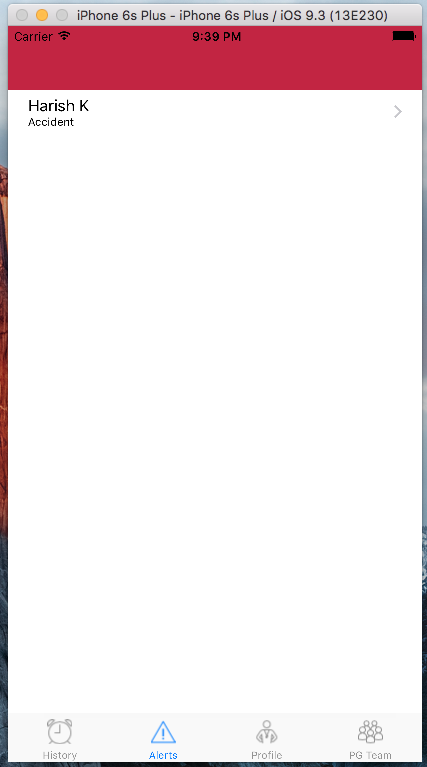 iPhone 6s Plus - iPhone 6s Plus / iOS 9.3 (13E230)
Carrier 9:39 PM
Harish K
Accident
History Alerts Profile PG Team